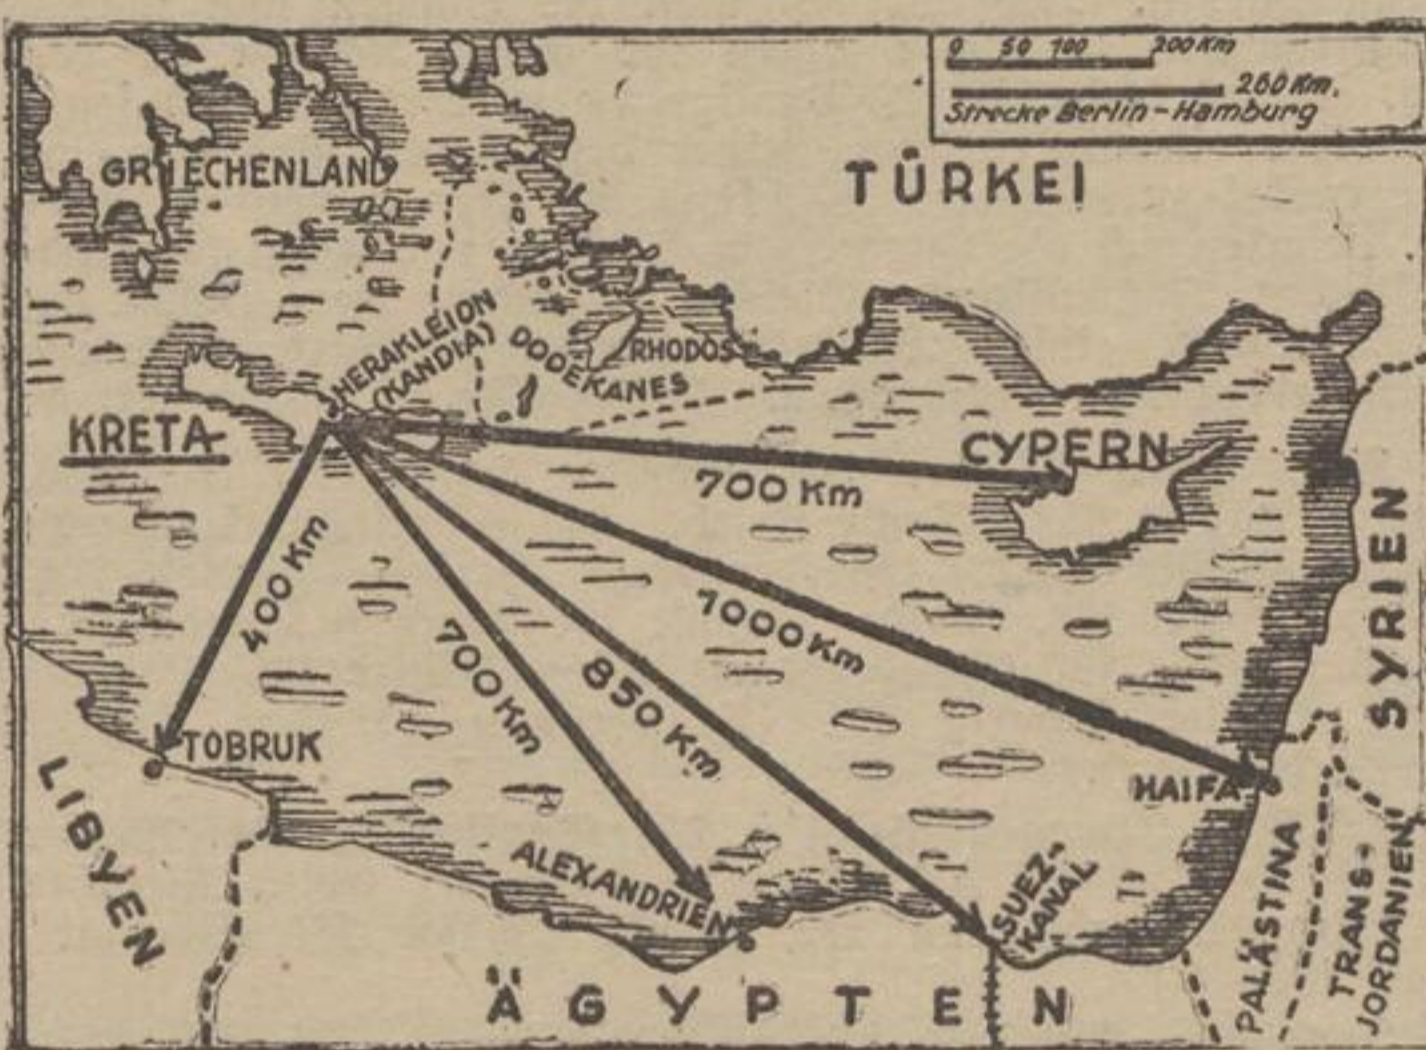 0 50 100 200 Km
260 Km.
Strecke Berlin-Hamburg
GRIECHENLAND
TÜRKEI
HERAKLEION
(KANDIA)
DODEKANES
RHODOS
KRETA
CYPERN
700 Km
400 Km
1000 Km
700 Km
850 Km
SYRIEN
TOBRUK
HAIFA
LIBYEN
ALEXANDRIEN
SUEZ-
KANAL
PALÄSTINA
TRANS-
JORDANIEN
ÄGYPTEN